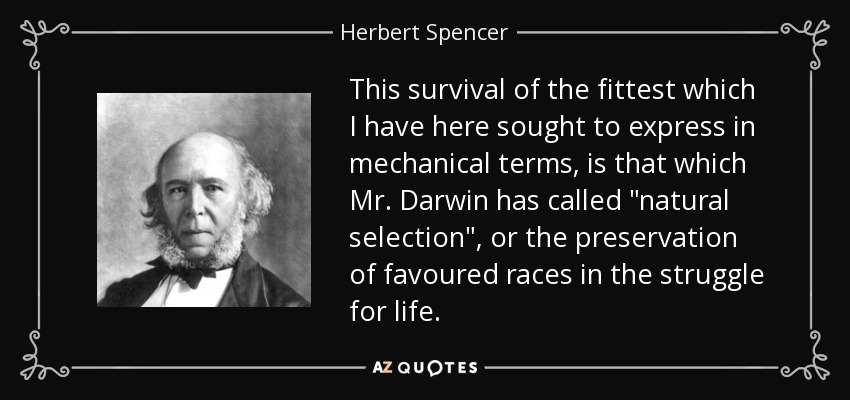 Herbert Spencer
This survival of the fittest which
I have here sought to express in
mechanical terms, is that which
Mr. Darwin has called "natural
selection", or the preservation
of favoured races in the struggle
for life.
AZ QUOTES